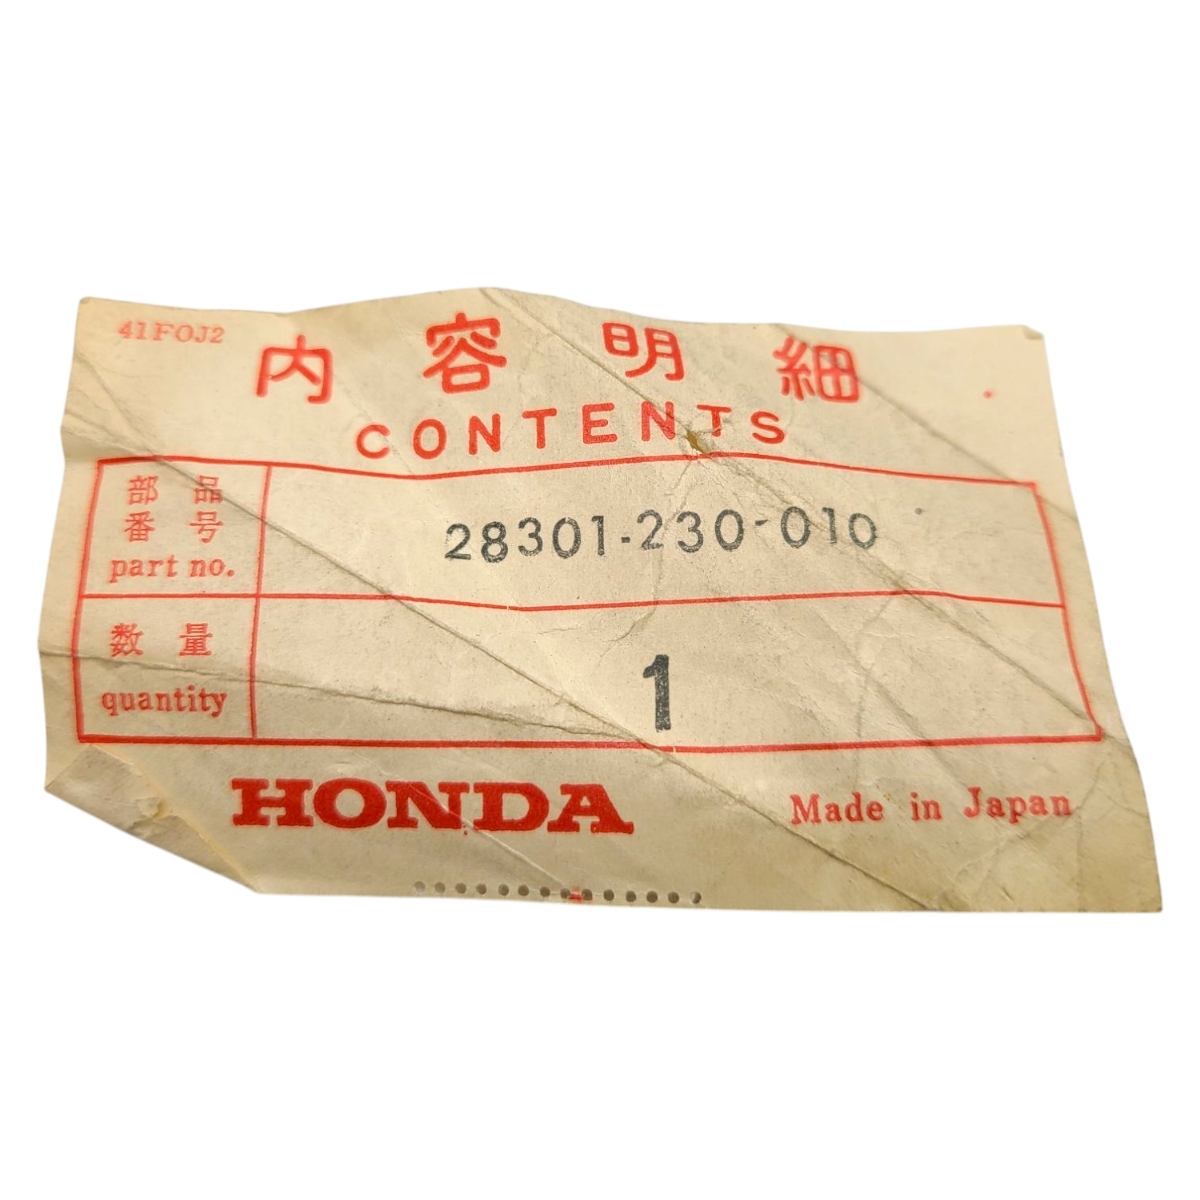 41FOJ2
内容明細
CONTENTS
部品
番号
part no.
28301-230-010
数量
quantity
1
HONDA
Made in Japan